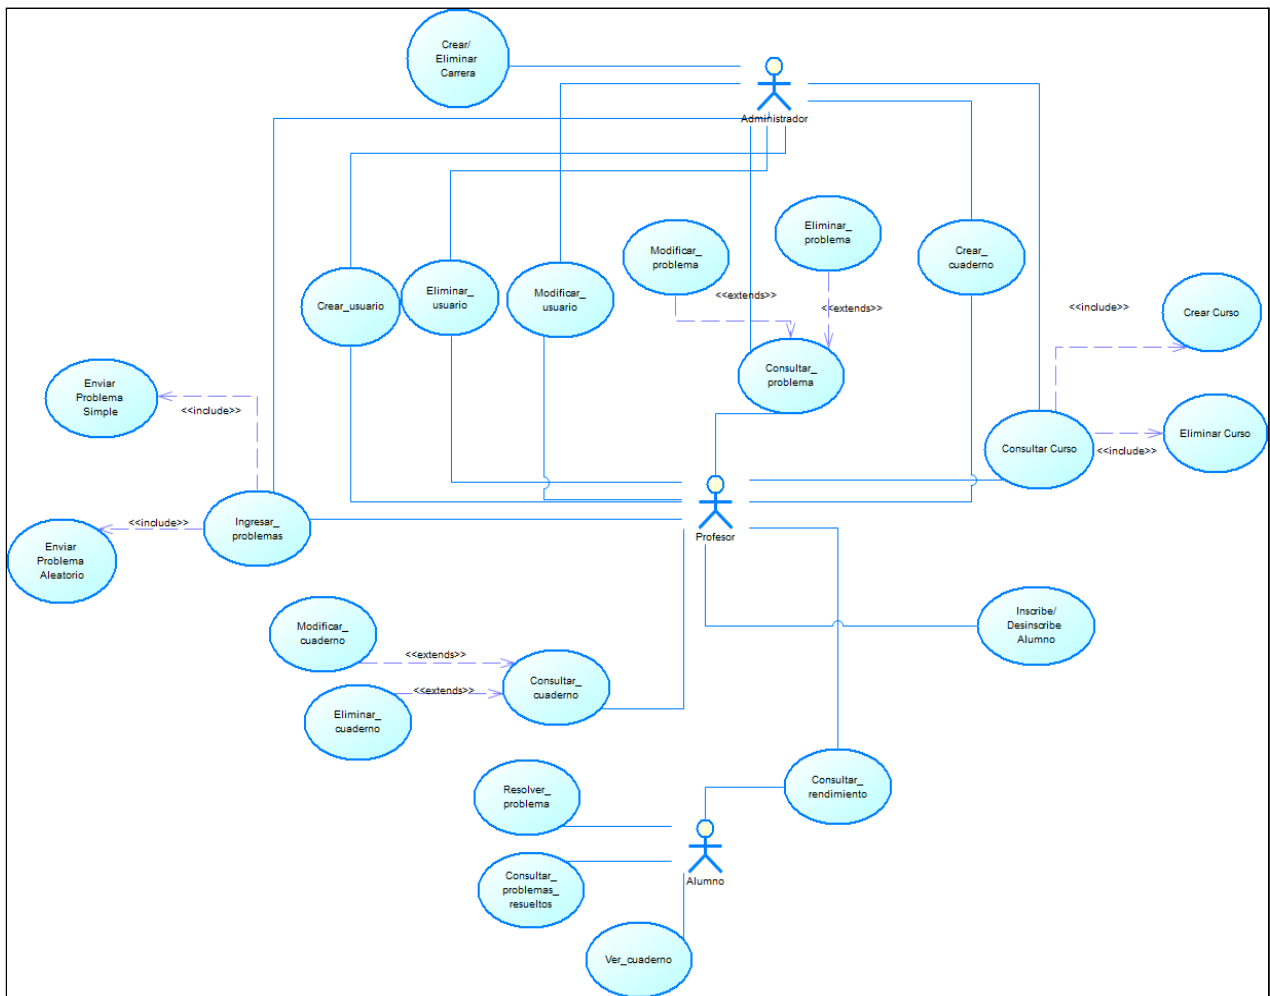 Crear/
Eliminar
Carrera
Administrador
Eliminar_
problema
Modificar_
problema
Crear_
cuaderno
<<extends>>
<<extends>>
Crear_usuario
Eliminar_
usuario
Modificar_
usuario
<<include>>
Crear Curso
Consultar_
problema
Enviar
Problema
Simple
<<include>>
Consultar Curso
<<include>>
Eliminar Curso
Ingresar_
problemas
<<include>>
Enviar
Problema
Aleatorio
Profesor
Inscribe/
Desinscribe
Alumno
Modificar_
cuaderno
<<extends>>
Consultar_
cuaderno
<<extends>>
Eliminar_
cuaderno
Resolver_
problema
Consultar_
rendimiento
Alumno
Consultar_
problemas_
resueltos
Ver_cuaderno